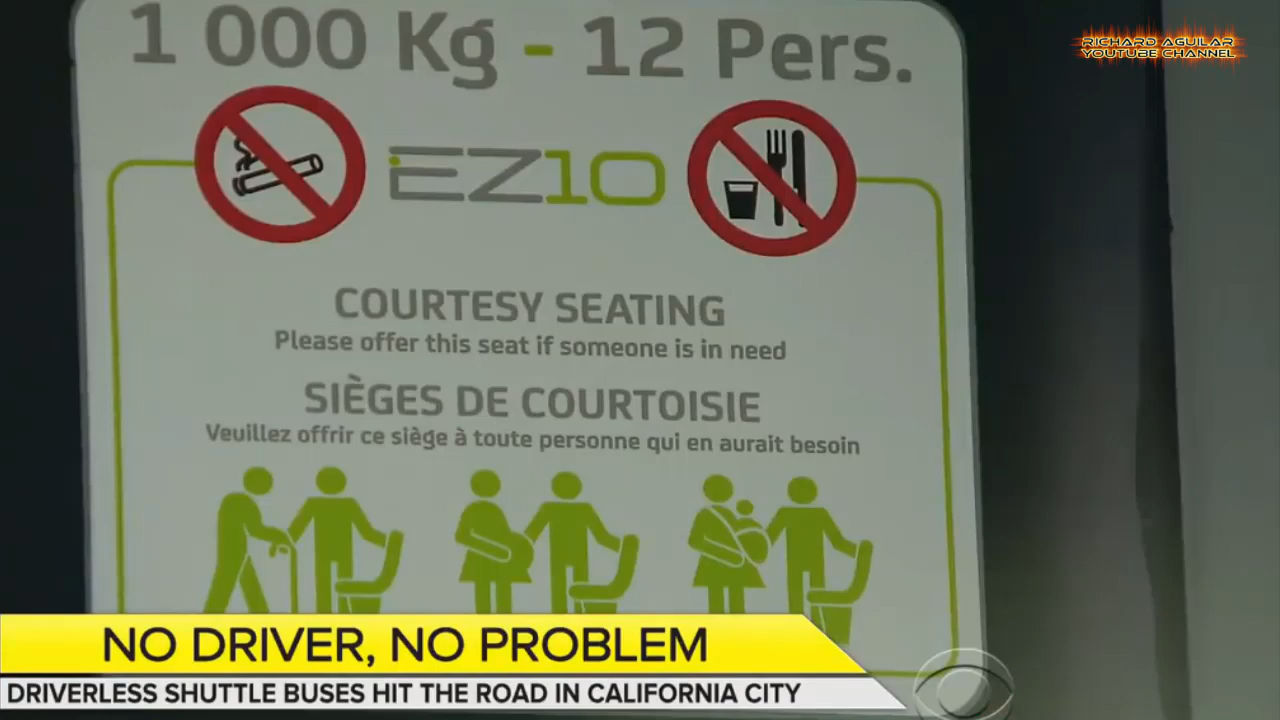 1 000 Kg - 12 Pers.
RICHARD AGUILAR
YOUTUBE CHANNEL
EZ10
COURTESY SEATING
Please offer this seat if someone is in need
SIÈGES DE COURTOISIE
Veuillez offrir ce siège à toute personne qui en aurait besoin
NO DRIVER, NO PROBLEM
DRIVERLESS SHUTTLE BUSES HIT THE ROAD IN CALIFORNIA CITY